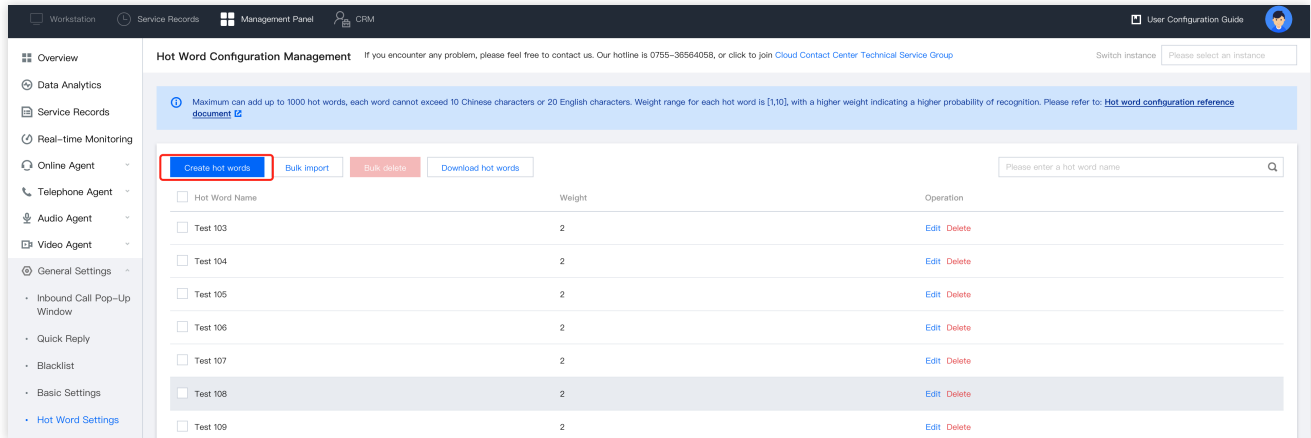 Workstation Service Records Management Panel CRM User Configuration Guide
Overview
Data Analytics
Service Records
Real-time Monitoring
Online Agent
Telephone Agent
Audio Agent
Video Agent
General Settings
Inbound Call Pop-Up
Window
Quick Reply
Blacklist
Basic Settings
Hot Word Settings
Hot Word Configuration Management If you encounter any problem, please feel free to contact us. Our hotline is 0755-36564058, or click to join Cloud Contact Center Technical Service Group Switch instance Please select an instance
Maximum can add up to 1000 hot words, each word cannot exceed 10 Chinese characters or 20 English characters. Weight range for each hot word is [1,10], with a higher weight indicating a higher probability of recognition. Please refer to: Hot word configuration reference
document
Create hot words Bulk import Bulk delete Download hot words Please enter a hot word name
Hot Word Name Weight Operation
Test 103 2 Edit Delete
Test 104 2 Edit Delete
Test 105 2 Edit Delete
Test 106 2 Edit Delete
Test 107 2 Edit Delete
Test 108 2 Edit Delete
Test 109 2 Edit Delete